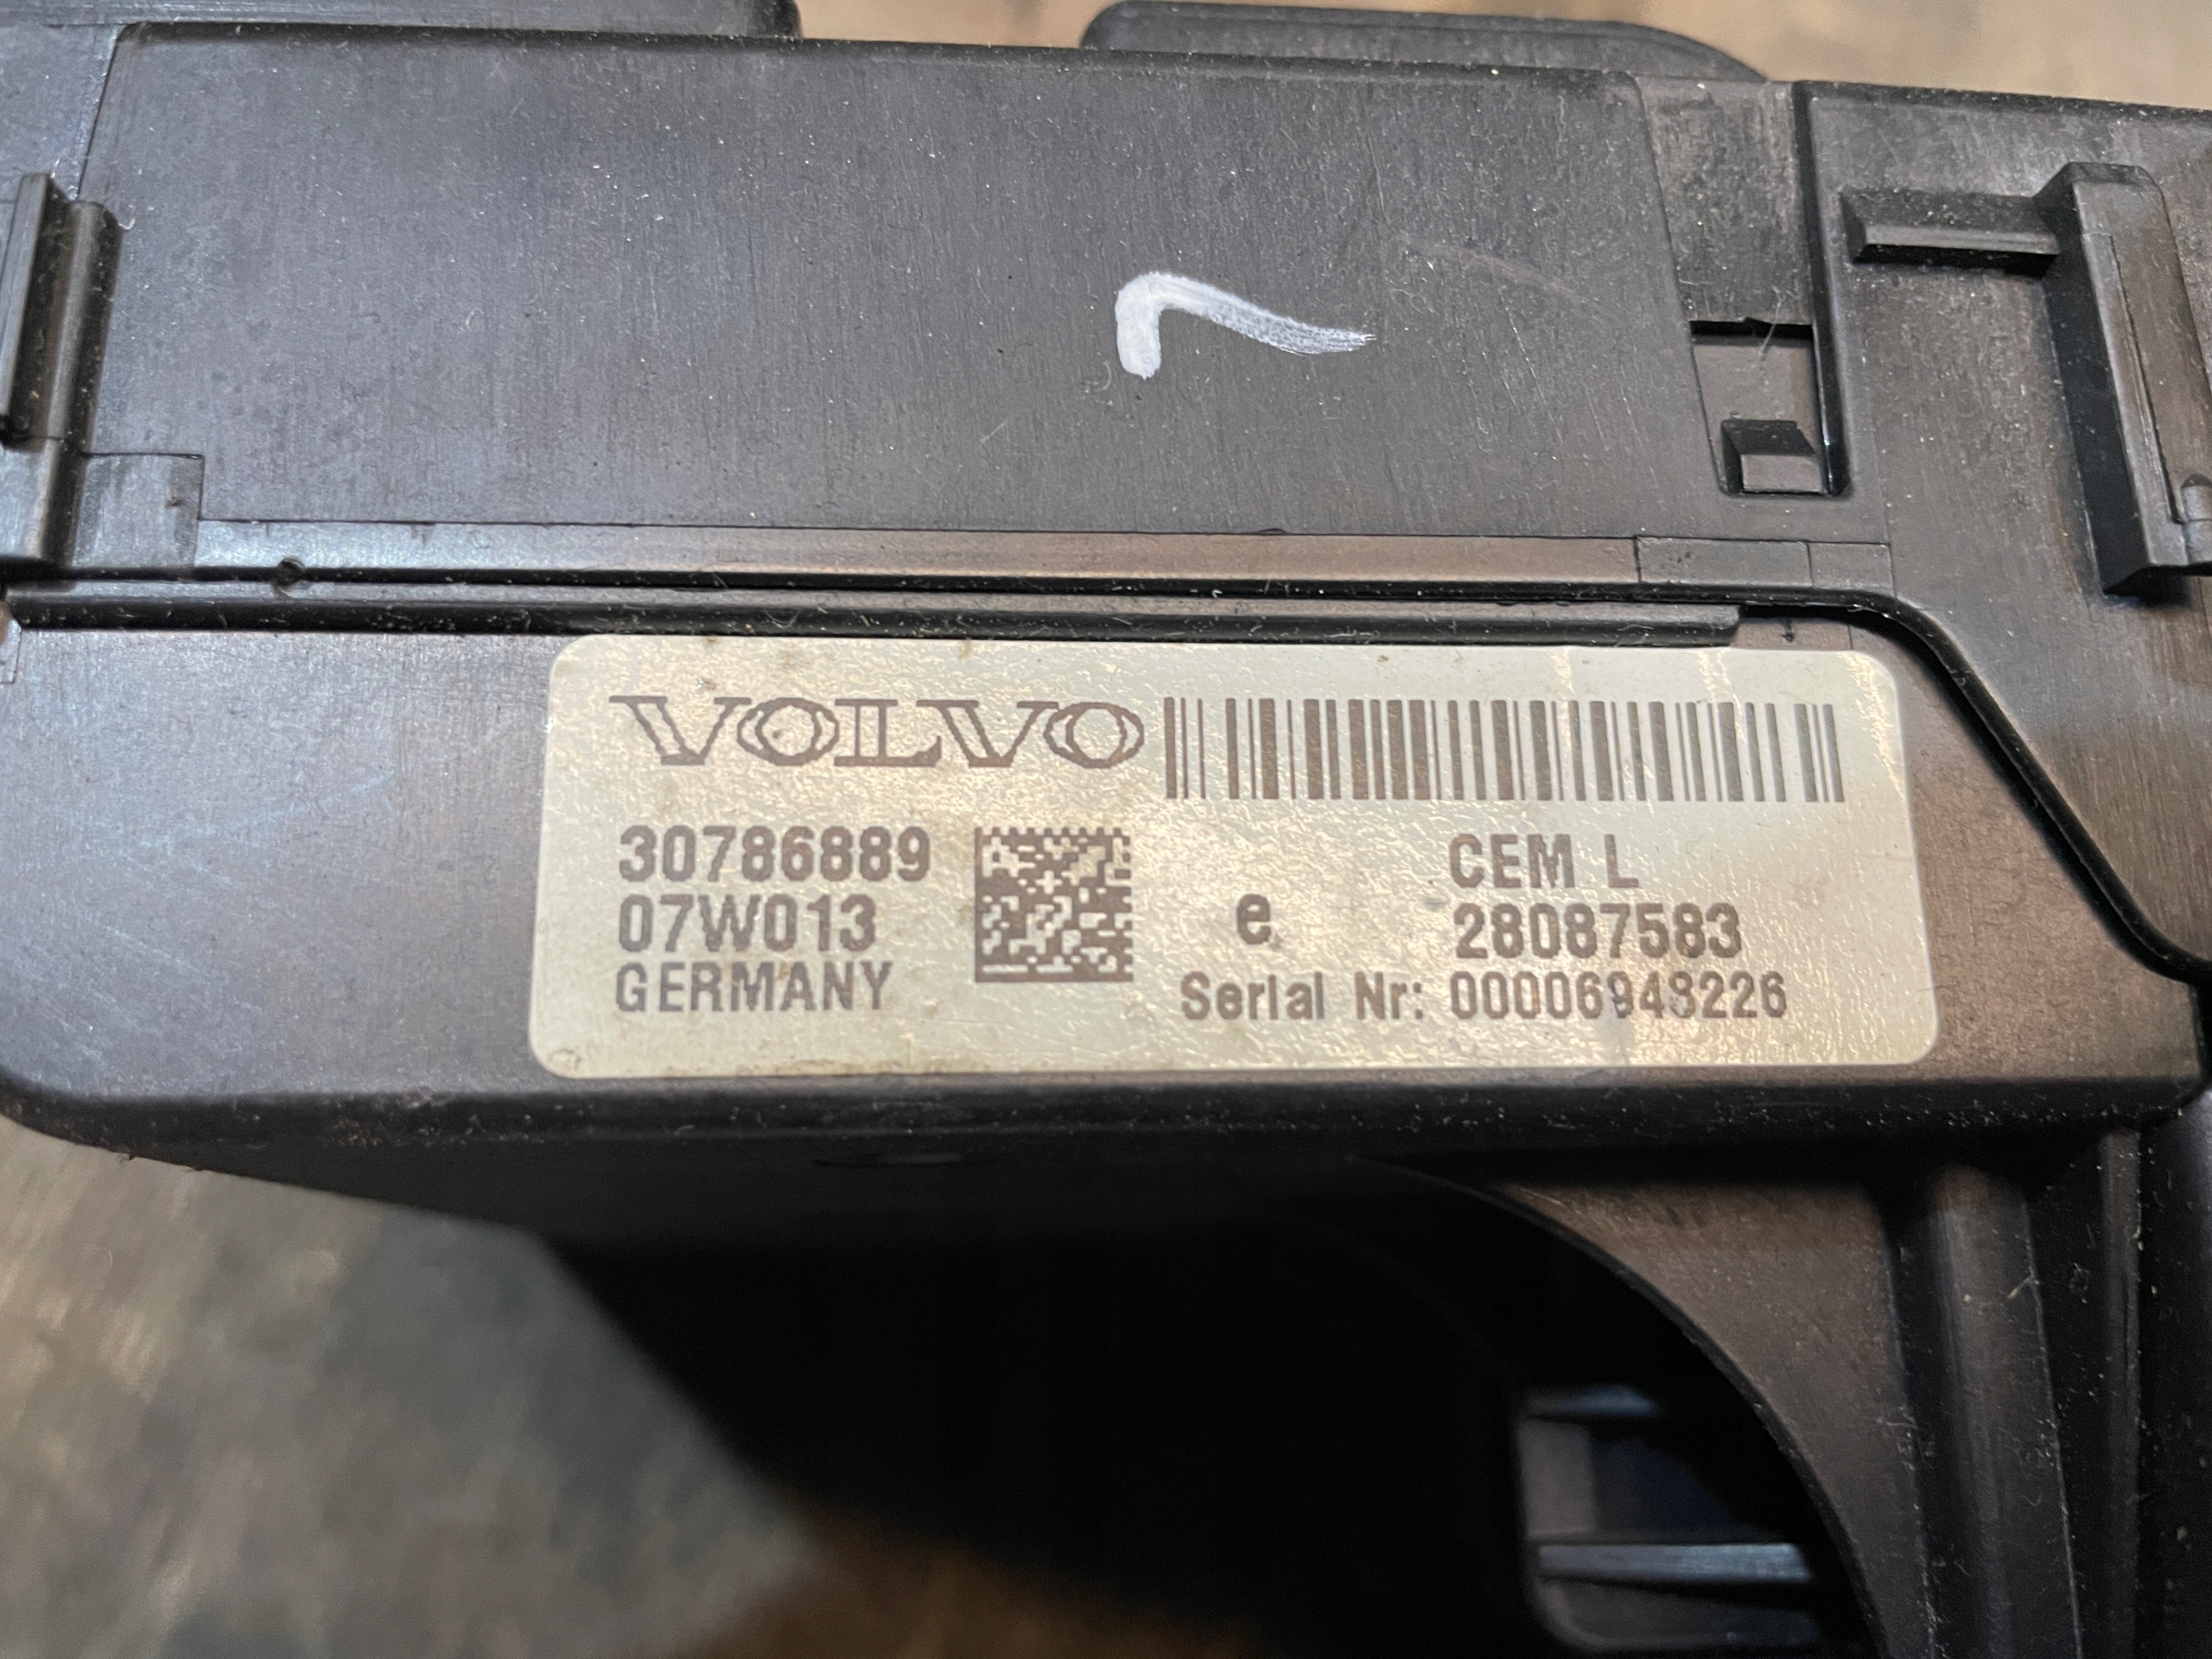 VOLVO
30786889
07W013
GERMANY
e
CEM L
28087583
Serial Nr: 00006948226